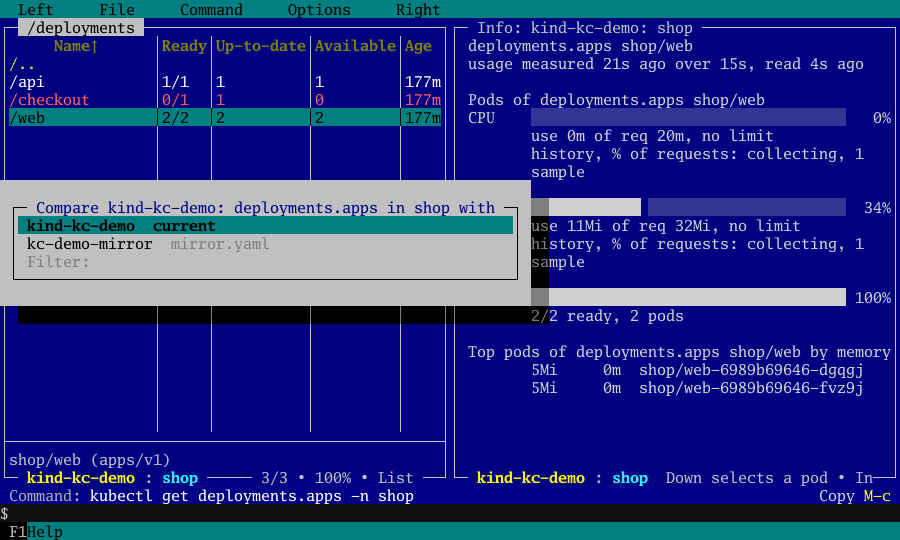 Left File Command Options Right
/deployments
Name↑ Ready Up-to-date Available Age
/..
/api 1/1 1 1 177m
/checkout 0/1 1 0 177m
/web 2/2 2 2 177m
Compare kind-kc-demo: deployments.apps in shop with
kind-kc-demo current
kc-demo-mirror mirror.yaml
Filter:
shop/web (apps/v1)
kind-kc-demo : shop 3/3 • 100% • List
Info: kind-kc-demo: shop
deployments.apps shop/web
usage measured 21s ago over 15s, read 4s ago
Pods of deployments.apps shop/web
CPU 0%
use 0m of req 20m, no limit
history, % of requests: collecting, 1
sample
34%
use 11Mi of req 32Mi, no limit
history, % of requests: collecting, 1
sample
100%
2/2 ready, 2 pods
Top pods of deployments.apps shop/web by memory
5Mi 0m shop/web-6989b69646-dgqgj
5Mi 0m shop/web-6989b69646-fvz9j
kind-kc-demo : shop Down selects a pod • In
Command: kubectl get deployments.apps -n shop
Copy M-c
$
F1Help